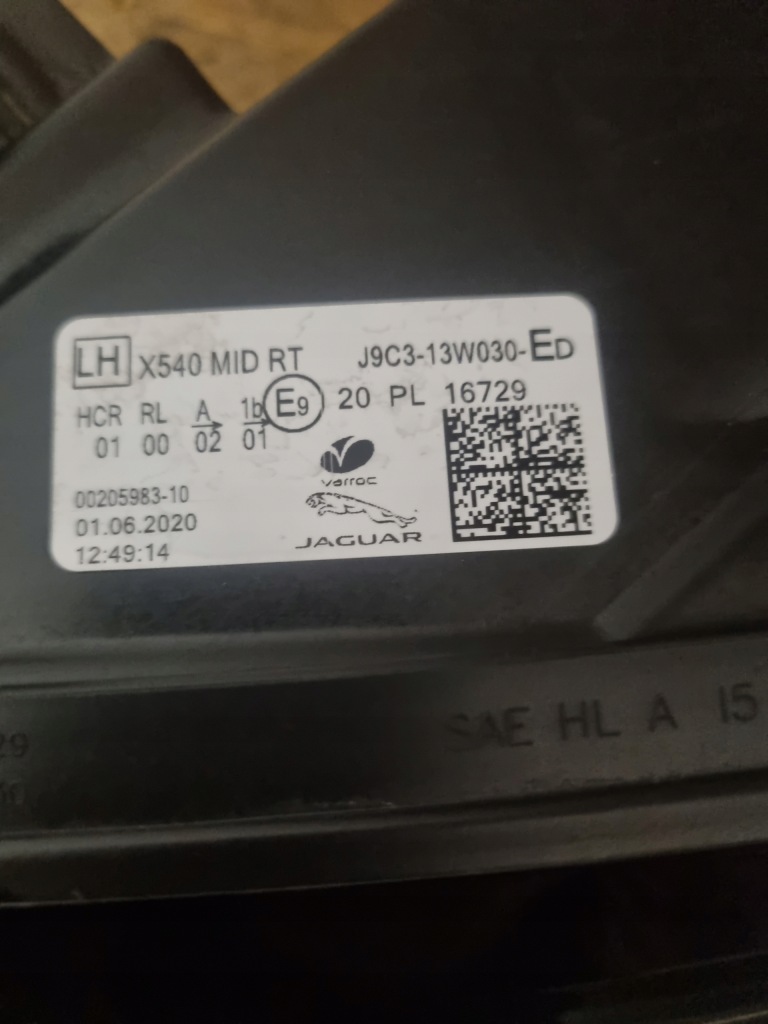 LH X540 MID RT J9C3-13W030-ED
HCR RL A 1b E9 20 PL 16729
01 00 02 01
varroc
00205983-10
01.06.2020
JAGUAR
12:49:14
SAE HL A 15
29